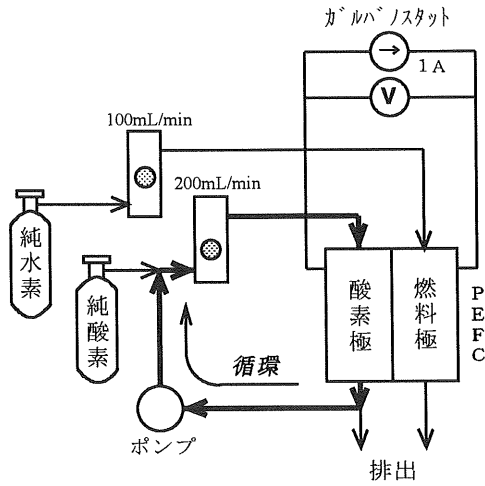 ガルバノスタット
1A
V
100mL/min
200mL/min
純水素
純酸素
酸素極
燃料極
PEFC
循環
ポンプ
排出